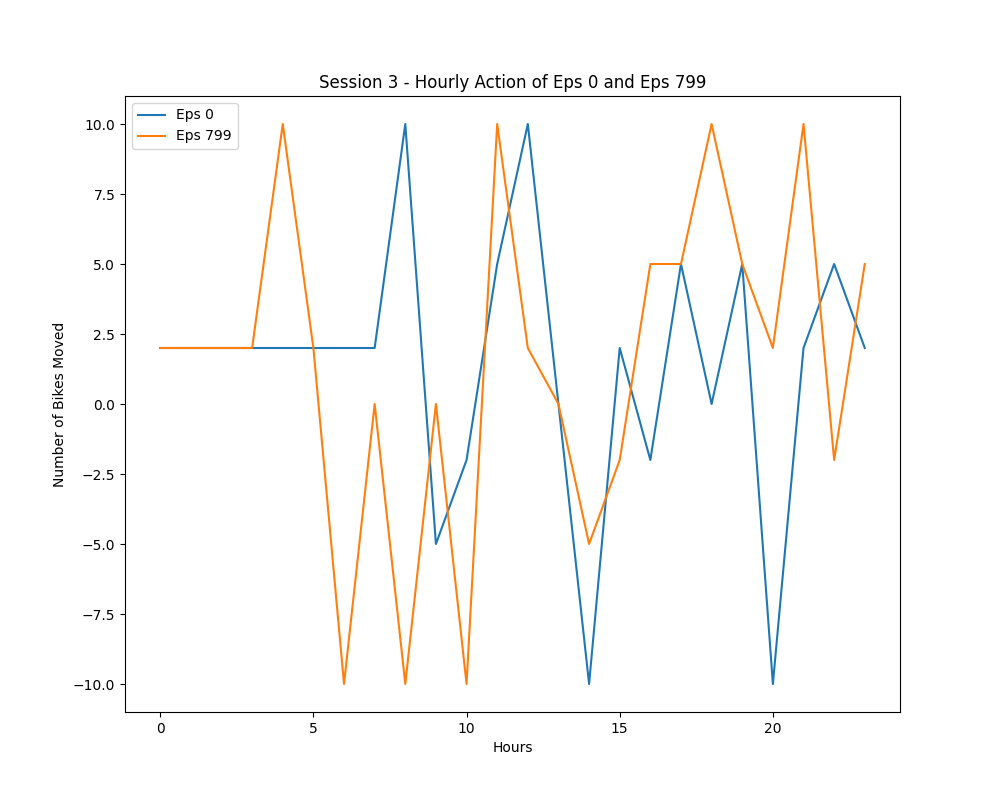 Session 3 - Hourly Action of Eps 0 and Eps 799
Eps 0
Eps 799
10.0
7.5
5.0
2.5
0.0
−2.5
−5.0
−7.5
−10.0
Number of Bikes Moved
0
5
10
15
20
Hours